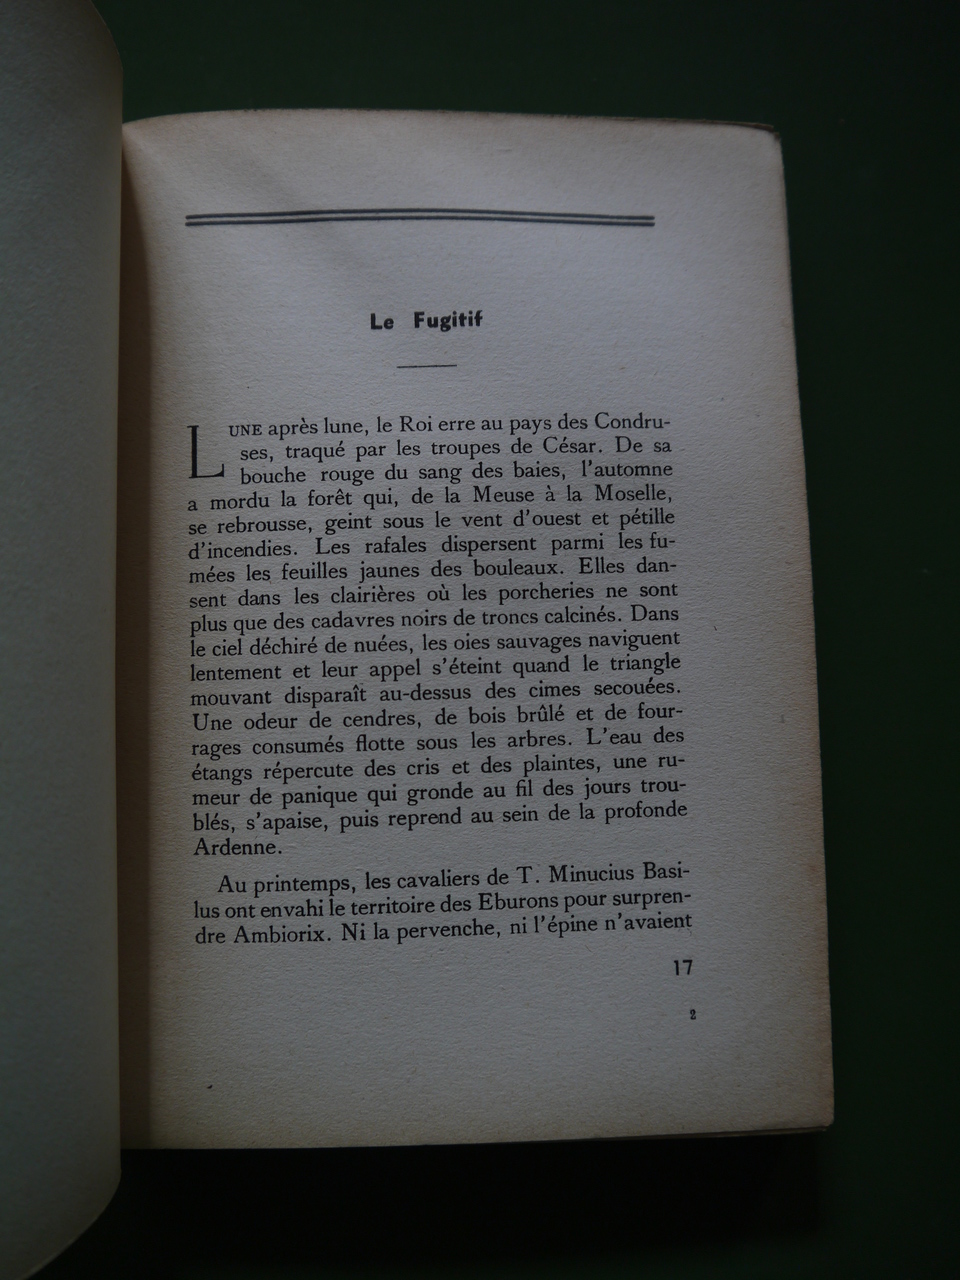 Le Fugitif
LUNE après lune, le Roi erre au pays des Condru-
ses, traqué par les troupes de César. De sa
bouche rouge du sang des baies, l'automne
a mordu la forêt qui, de la Meuse à la Moselle,
se rebrousse, geint sous le vent d'ouest et pétille
d'incendies. Les rafales dispersent parmi les fu-
mées les feuilles jaunes des bouleaux. Elles dan-
sent dans les clairières où les porcheries ne sont
plus que des cadavres noirs de troncs calcinés. Dans
le ciel déchiré de nuées, les oies sauvages naviguent
lentement et leur appel s'éteint quand le triangle
mouvant disparaît au-dessus des cimes secouées.
Une odeur de cendres, de bois brûlé et de four-
rages consumés flotte sous les arbres. L'eau des
étangs répercute des cris et des plaintes, une ru-
meur de panique qui gronde au fil des jours trou-
blés, s'apaise, puis reprend au sein de la profonde
Ardenne.
Au printemps, les cavaliers de T. Minucius Basi-
lus ont envahi le territoire des Eburons pour surpren-
dre Ambiorix. Ni la pervenche, ni l'épine n'avaient
17
2